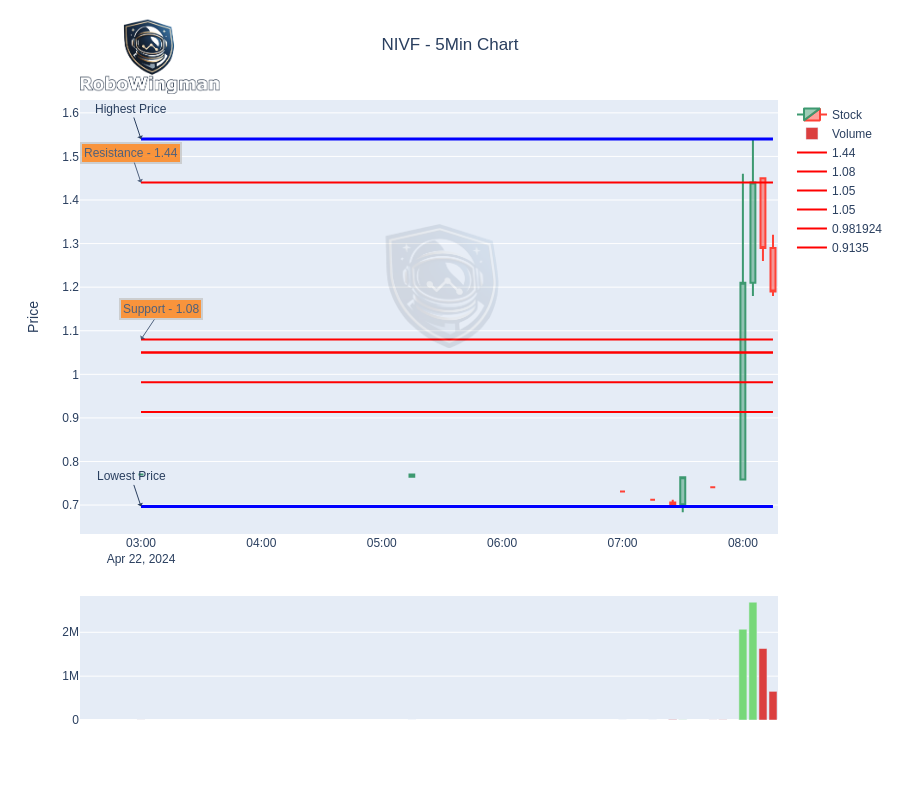 RoboWingman
NIVF - 5Min Chart
Highest Price
Resistance - 1.44
Support - 1.08
Lowest Price
Price
1.6
1.5
1.4
1.3
1.2
1.1
1
0.9
0.8
0.7
03:00 04:00 05:00 06:00 07:00 08:00
Apr 22, 2024
Stock
Volume
1.44
1.08
1.05
1.05
0.981924
0.9135
2M
1M
0